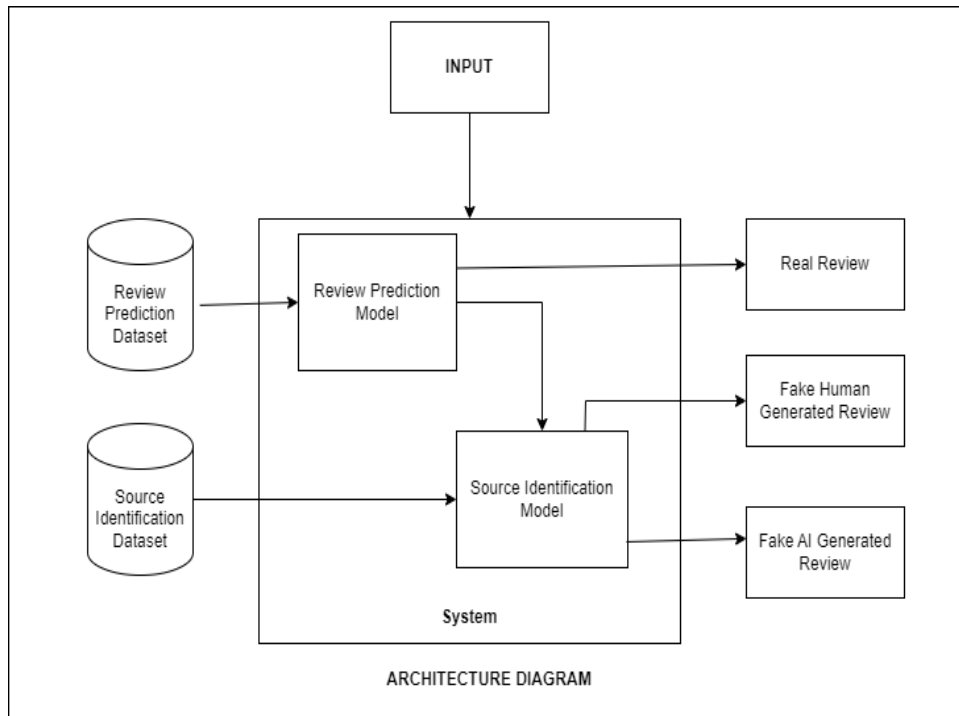 INPUT
Review
Prediction
Dataset
Review Prediction
Model
Real Review
Fake Human
Generated Review
Source
Identification
Dataset
Source Identification
Model
Fake AI Generated
Review
System
ARCHITECTURE DIAGRAM